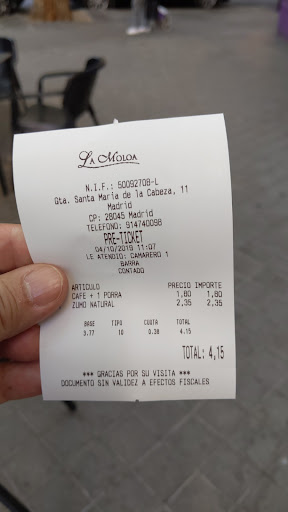 La Moloa
N.I.F.: 50092708-L
Gta. Santa María de la Cabeza, 11
Madrid
CP: 28045 Madrid
TELEFONO: 914740098
PRE-TICKET
04/10/2019 11:07
LE ATENDIO: CAMARERO 1
BARRA
CONTADO
ARTICULO PRECIO IMPORTE
CAFE + 1 PORRA 1,80 1,80
ZUMO NATURAL 2,35 2,35
BASE TIPO CUOTA TOTAL
3.77 10 0.38 4.15
TOTAL: 4,15
*** GRACIAS POR SU VISITA ***
DOCUMENTO SIN VALIDEZ A EFECTOS FISCALES